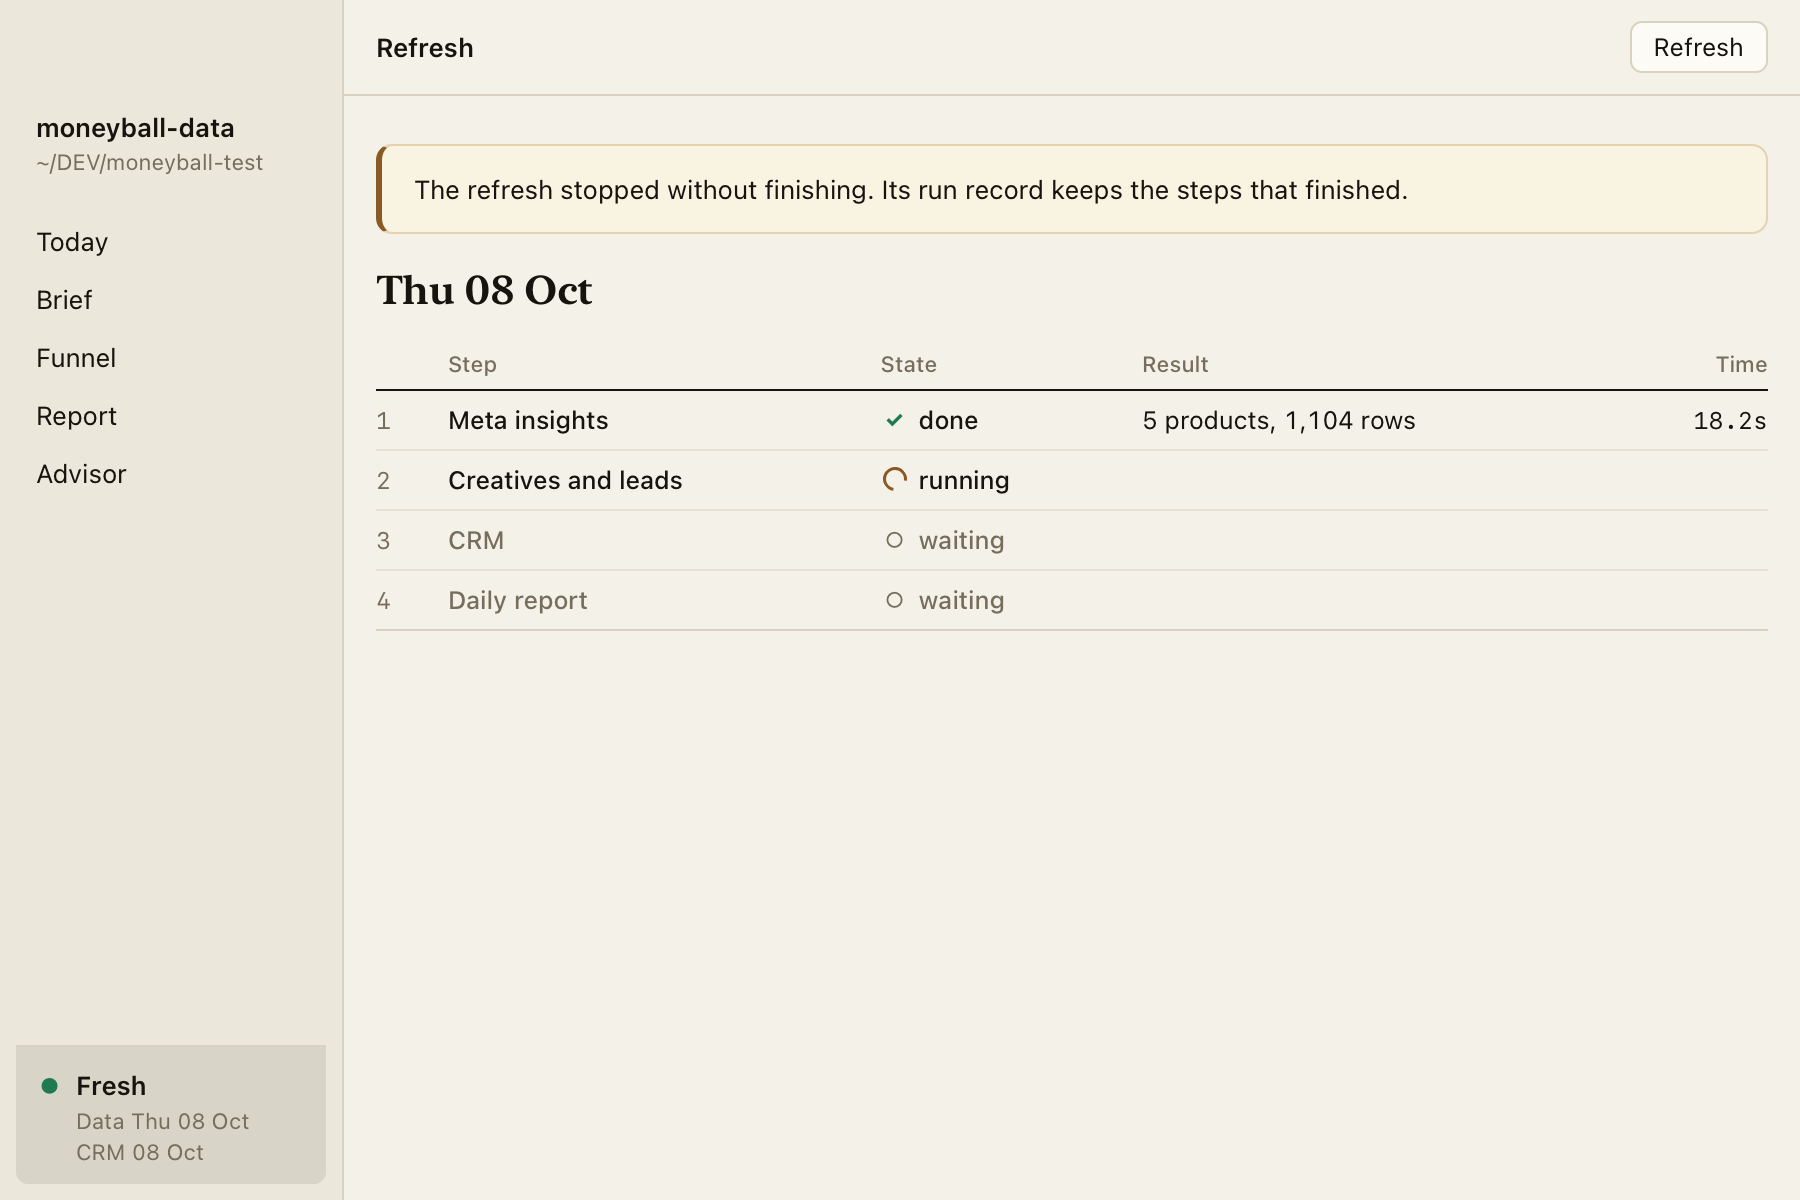 moneyball-data
~/DEV/moneyball-test
Today
Brief
Funnel
Report
Advisor
Fresh
Data Thu 08 Oct
CRM 08 Oct
Refresh
Refresh
The refresh stopped without finishing. Its run record keeps the steps that finished.
Thu 08 Oct
Step State Result Time
1 Meta insights done 5 products, 1,104 rows 18.2s
2 Creatives and leads running
3 CRM waiting
4 Daily report waiting